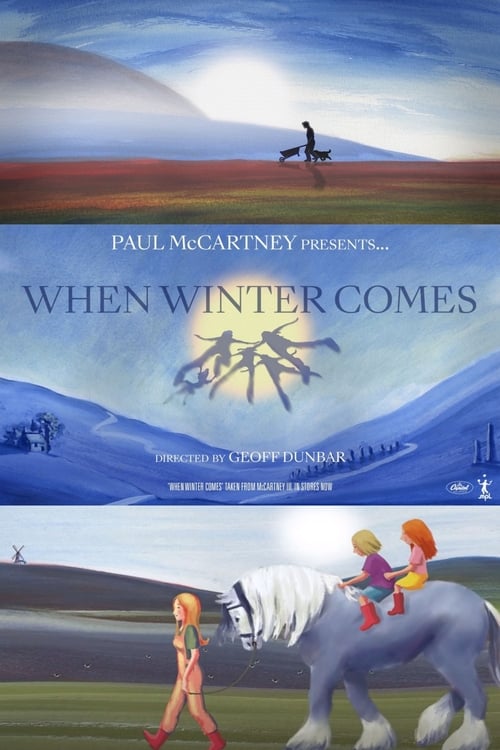 PAUL McCARTNEY PRESENTS...
WHEN WINTER COMES
DIRECTED BY GEOFF DUNBAR
'WHEN WINTER COMES' TAKEN FROM McCARTNEY III, IN STORES NOW
Capitol
MPL